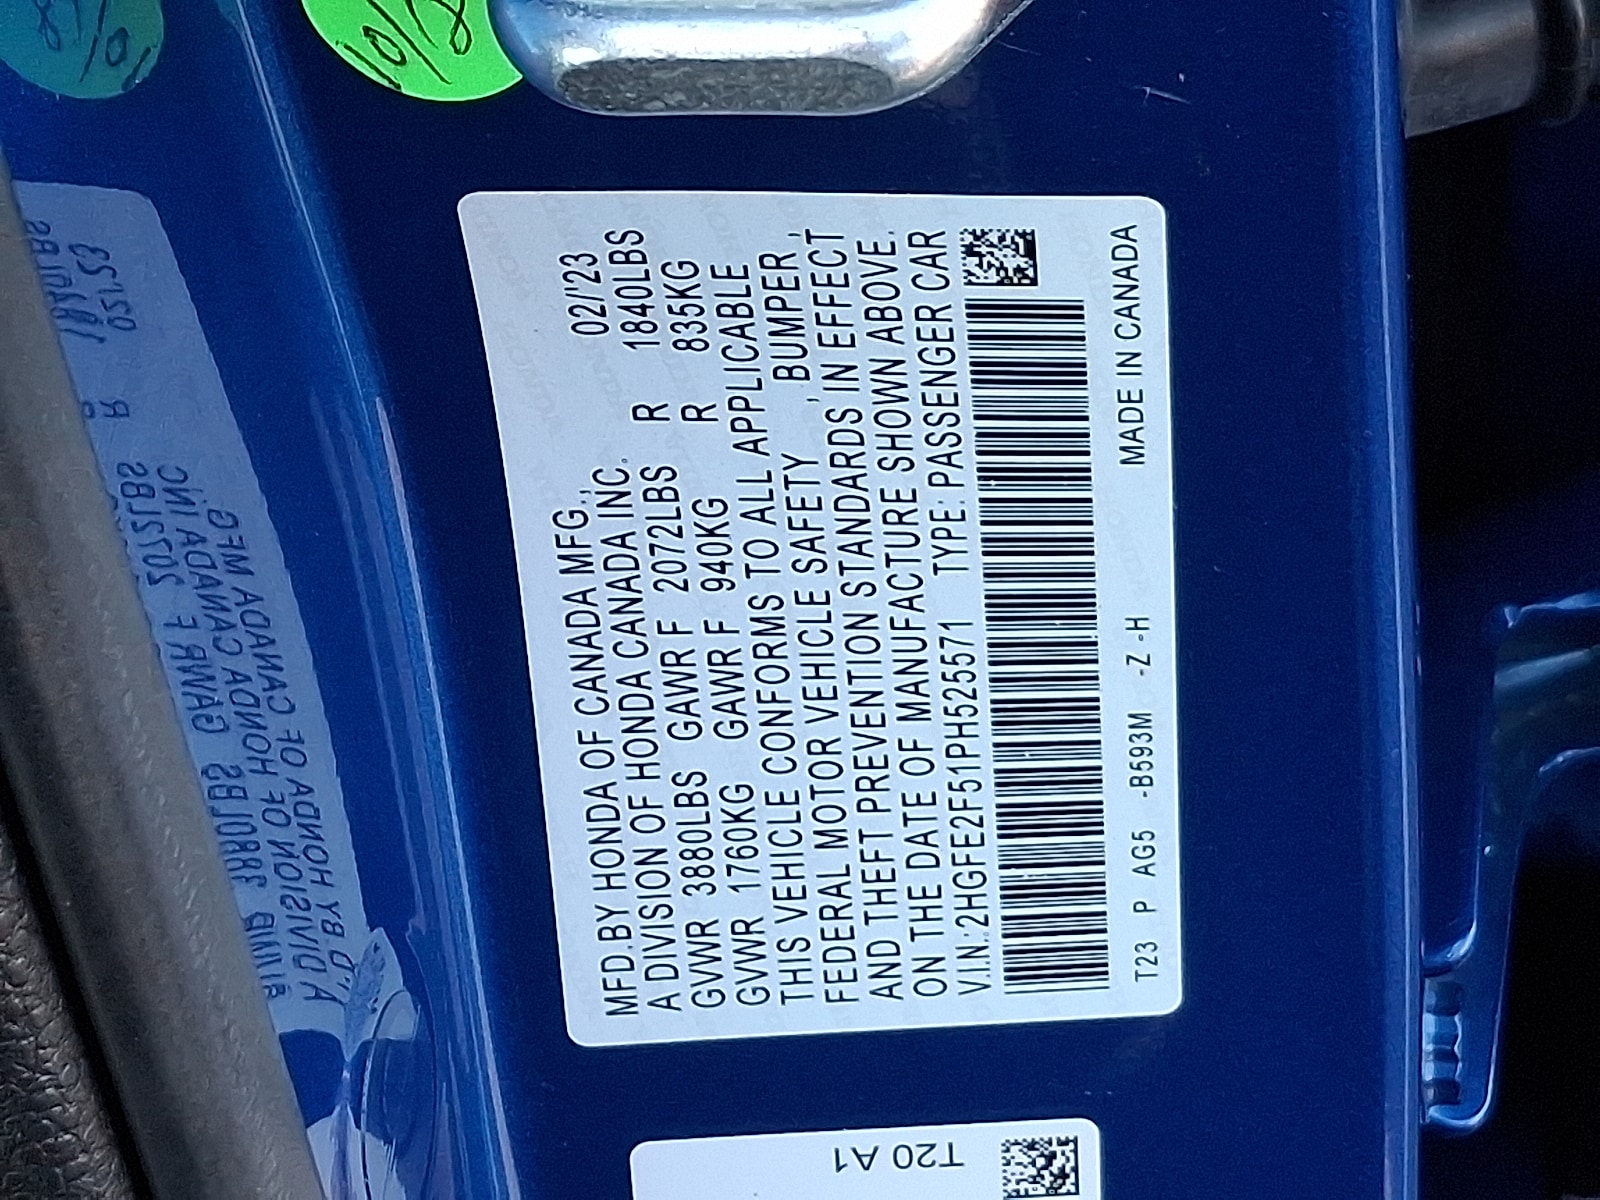 10/2
MFD.BY HONDA OF CANADA MFG., 02/'23
A DIVISION OF HONDA CANADA INC.
GVWR 3880LBS GAWR F 2072LBS R 1840LBS
GVWR 1760KG GAWR F 940KG R 835KG
THIS VEHICLE CONFORMS TO ALL APPLICABLE
FEDERAL MOTOR VEHICLE SAFETY , BUMPER ,
AND THEFT PREVENTION STANDARDS IN EFFECT
ON THE DATE OF MANUFACTURE SHOWN ABOVE.
V.I.N.:2HGFE2F51PH525571 TYPE: PASSENGER CAR
T23 P AG5 -B593M -Z -H MADE IN CANADA
T20 A1